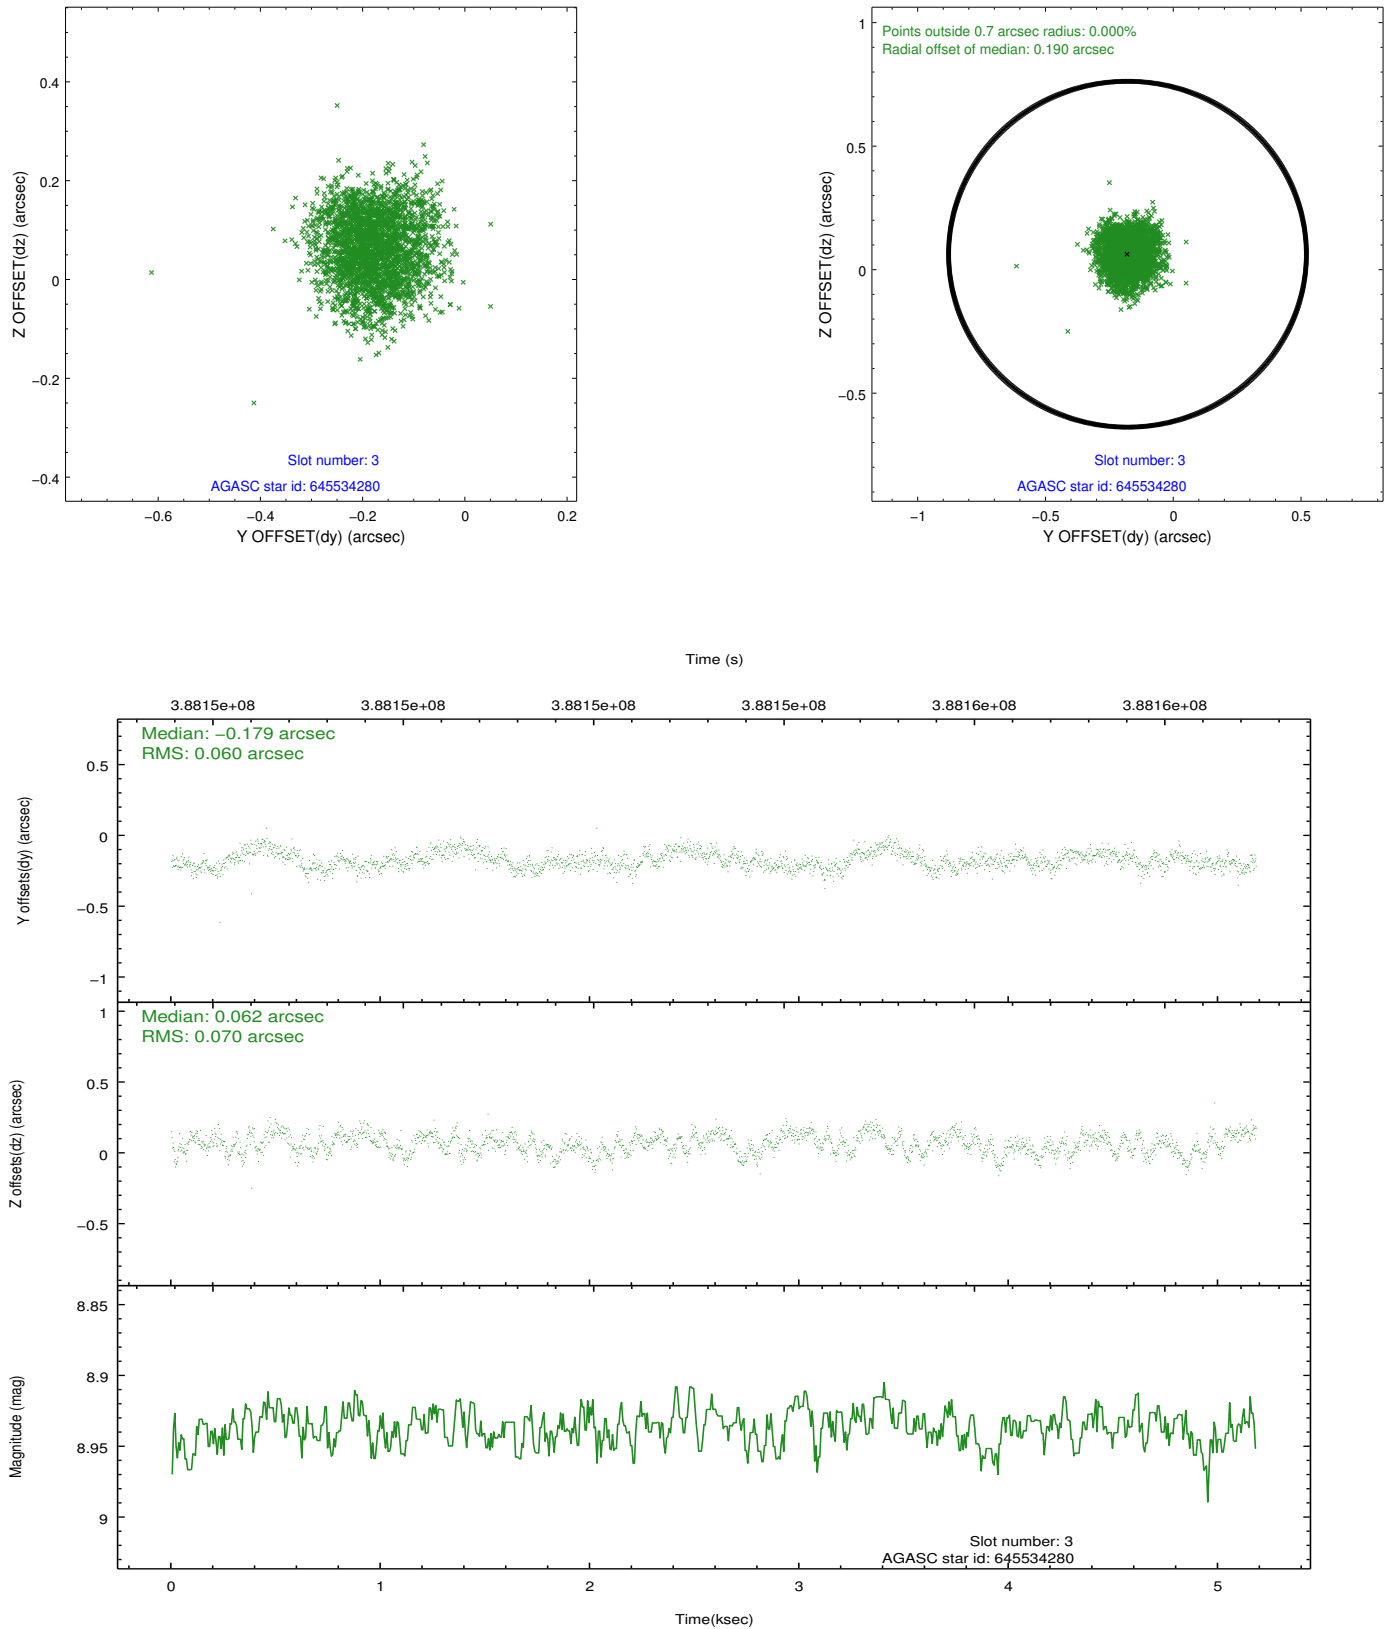 0.4
0.2
0
−0.2
−0.4
Z OFFSET(dz) (arcsec)
Slot number: 3
AGASC star id: 645534280
−0.6 −0.4 −0.2 0 0.2
Y OFFSET(dy) (arcsec)
Points outside 0.7 arcsec radius: 0.000%
Radial offset of median: 0.190 arcsec
1
0.5
0
−0.5
Z OFFSET(dz) (arcsec)
Slot number: 3
AGASC star id: 645534280
−1 −0.5 0 0.5
Y OFFSET(dy) (arcsec)
Time (s)
3.8815e+08 3.8815e+08 3.8815e+08 3.8815e+08 3.8816e+08 3.8816e+08
Median: −0.179 arcsec
RMS: 0.060 arcsec
0.5
0
−0.5
−1
Y offsets(dy) (arcsec)
Median: 0.062 arcsec
RMS: 0.070 arcsec
1
0.5
0
−0.5
Z offsets(dz) (arcsec)
8.85
8.9
8.95
9
Magnitude (mag)
Slot number: 3
AGASC star id: 645534280
0 1 2 3 4 5
Time(ksec)